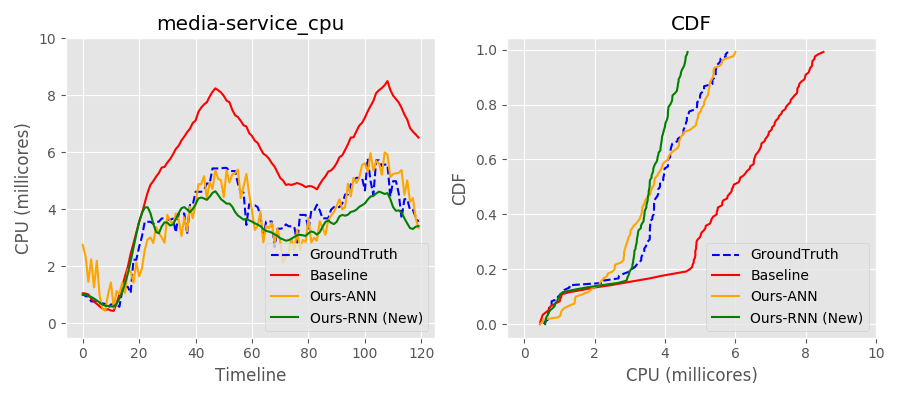 media-service_cpu
CPU (millicores)
10
8
6
4
2
0
0 20 40 60 80 100 120
Timeline
GroundTruth
Baseline
Ours-ANN
Ours-RNN (New)
CDF
CDF
1.0
0.8
0.6
0.4
0.2
0.0
0 2 4 6 8 10
CPU (millicores)
GroundTruth
Baseline
Ours-ANN
Ours-RNN (New)